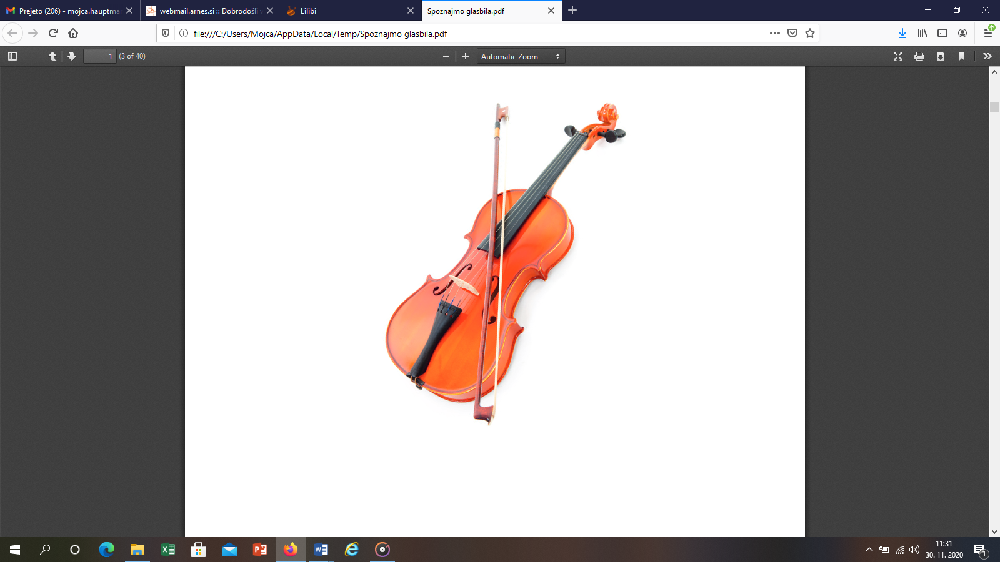 Prejeto (206) - mojca.hauptma
webmail.arnes.si :: Dobrodošli v
Lilibi
Spoznajmo glasbila.pdf
file:///C:/Users/Mojca/AppData/Local/Temp/Spoznajmo glasbila.pdf
1 (3 of 40)
Automatic Zoom
11:31
30. 11. 2020
1